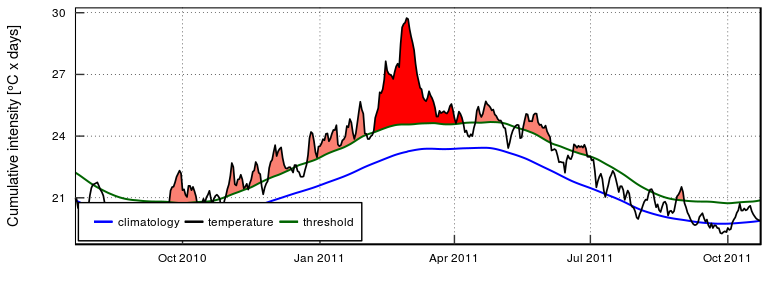 Cumulative intensity [°C x days]
30
27
24
21
climatology temperature threshold
Oct 2010 Jan 2011 Apr 2011 Jul 2011 Oct 2011